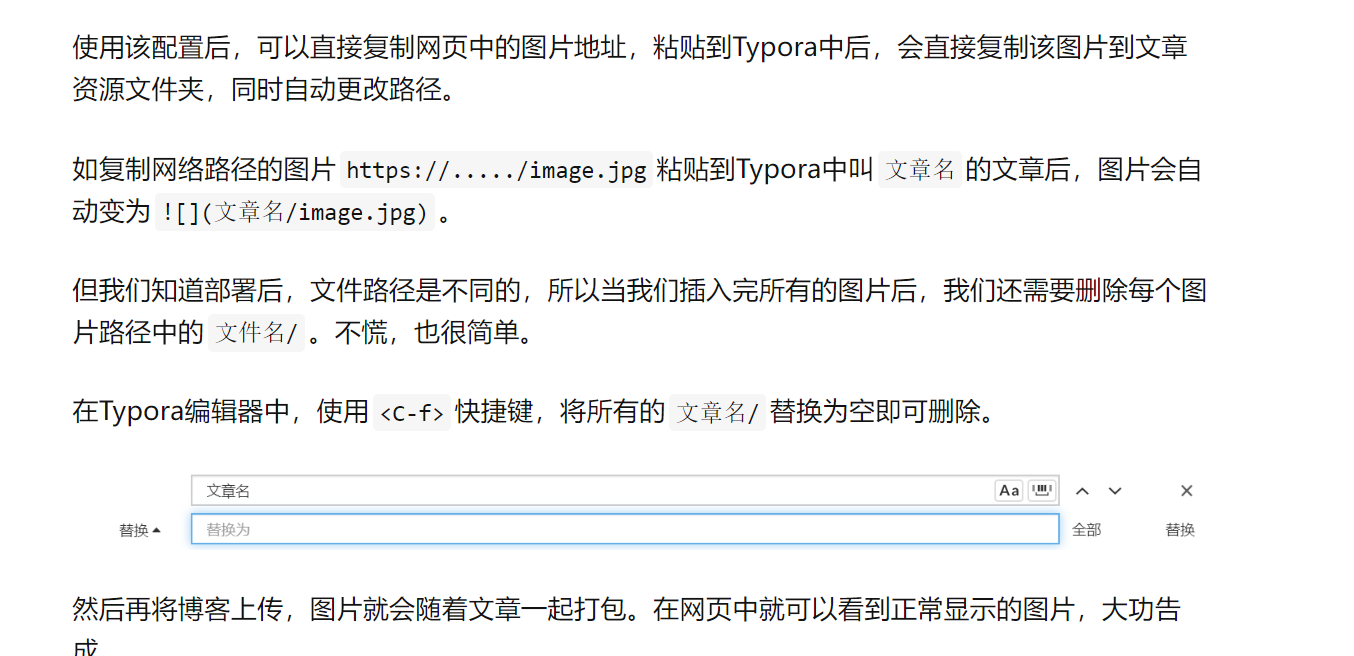 使用该配置后，可以直接复制网页中的图片地址，粘贴到Typora中后，会直接复制该图片到文章
资源文件夹，同时自动更改路径。
如复制网络路径的图片 https://...../image.jpg 粘贴到Typora中叫 文章名 的文章后，图片会自
动变为 ![](文章名/image.jpg) 。
但我们知道部署后，文件路径是不同的，所以当我们插入完所有的图片后，我们还需要删除每个图
片路径中的 文件名/ 。不慌，也很简单。
在Typora编辑器中，使用 <C-f> 快捷键，将所有的 文章名/ 替换为空即可删除。
文章名 Aa
替换 替换为 全部 替换
然后再将博客上传，图片就会随着文章一起打包。在网页中就可以看到正常显示的图片，大功告
成